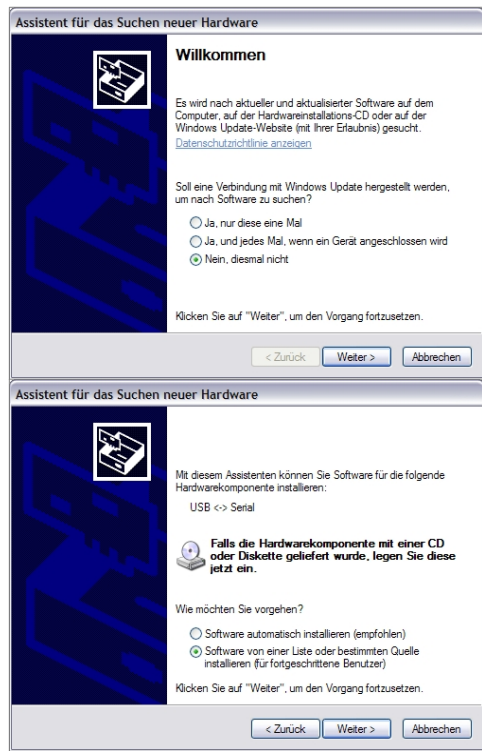 Assistent für das Suchen neuer Hardware
Willkommen
Es wird nach aktueller und aktualisierter Software auf dem
Computer, auf der Hardwareinstallations-CD oder auf der
Windows Update-Website (mit Ihrer Erlaubnis) gesucht.
Datenschutzrichtlinie anzeigen
Soll eine Verbindung mit Windows Update hergestellt werden,
um nach Software zu suchen?
Ja, nur diese eine Mal
Ja, und jedes Mal, wenn ein Gerät angeschlossen wird
Nein, diesmal nicht
Klicken Sie auf "Weiter", um den Vorgang fortzusetzen.
< Zurück Weiter > Abbrechen
Assistent für das Suchen neuer Hardware
Mit diesem Assistenten können Sie Software für die folgende
Hardwarekomponente installieren:
USB <-> Serial
Falls die Hardwarekomponente mit einer CD
oder Diskette geliefert wurde, legen Sie diese
jetzt ein.
Wie möchten Sie vorgehen?
Software automatisch installieren (empfohlen)
Software von einer Liste oder bestimmten Quelle
installieren (für fortgeschrittene Benutzer)
Klicken Sie auf "Weiter", um den Vorgang fortzusetzen.
< Zurück Weiter > Abbrechen